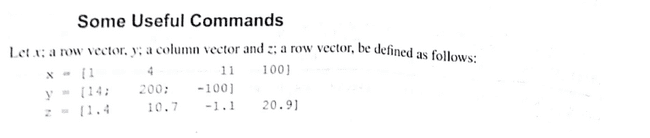 Some Useful Commands
Let x; a row vector, y; a column vector and z; a row vector, be defined as follows:
x = [1 4 11 100]
y = [14; 200; -100]
z = [1.4 10.7 -1.1 20.9]